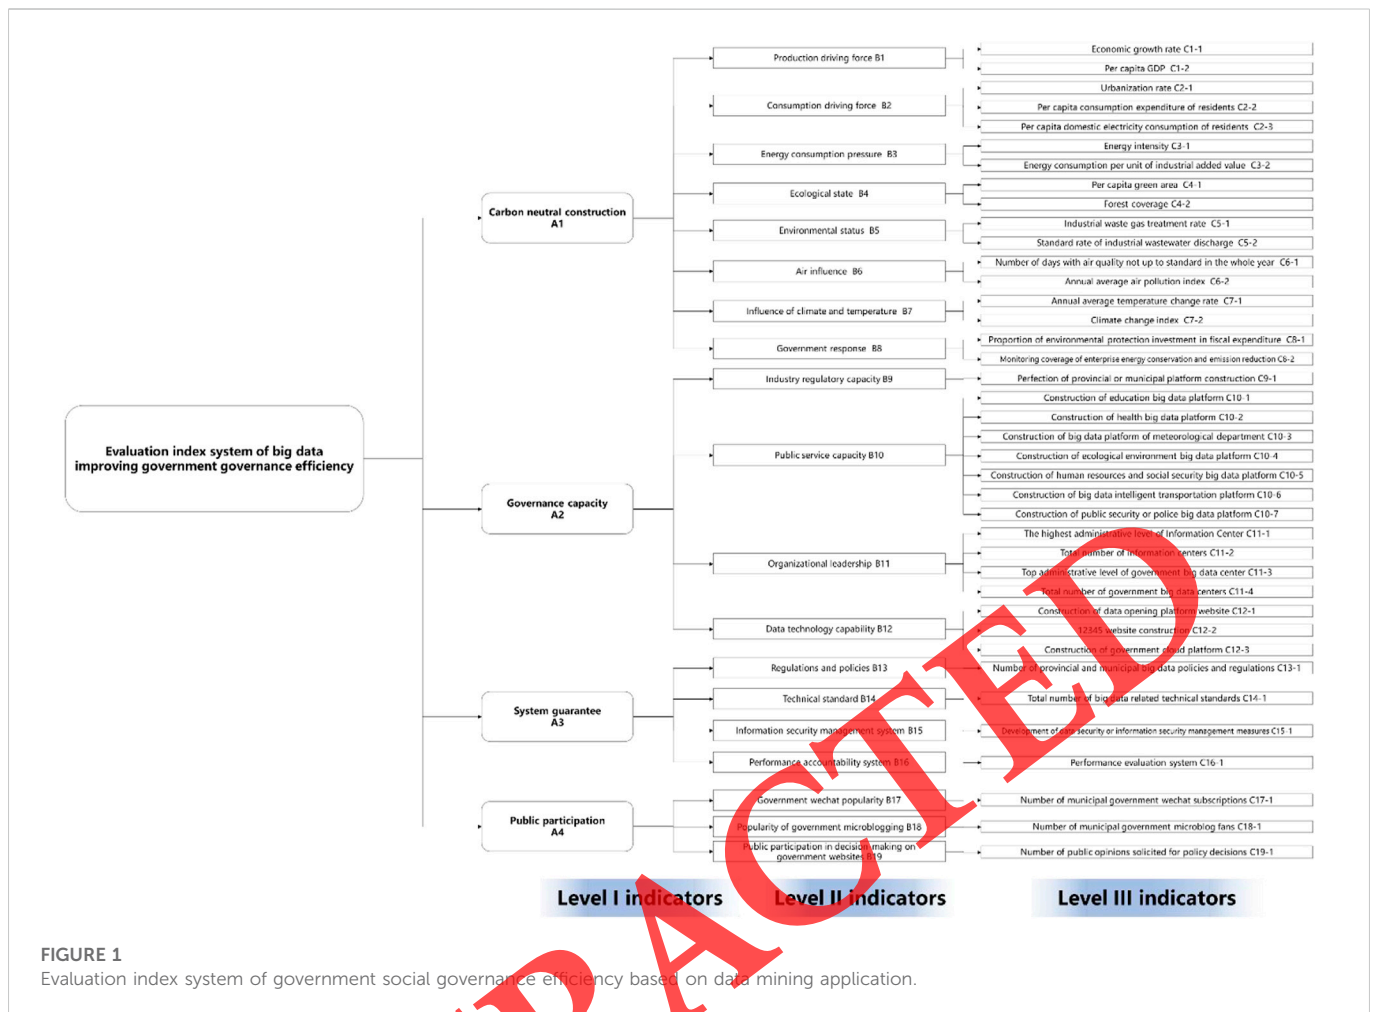 Evaluation index system of big data
improving government governance efficiency
Carbon neutral construction
A1
Governance capacity
A2
System guarantee
A3
Public participation
A4
Production driving force B1
Consumption driving force B2
Energy consumption pressure B3
Ecological state B4
Environmental status B5
Air influence B6
Influence of climate and temperature B7
Government response B8
Industry regulatory capacity B9
Public service capacity B10
Organizational leadership B11
Data technology capability B12
Regulations and policies B13
Technical standard B14
Information security management system B15
Performance accountability system B16
Government wechat popularity B17
Popularity of government microblogging B18
Public participation in decision-making on
government websites B19
Economic growth rate C1-1
Per capita GDP C1-2
Urbanization rate C2-1
Per capita consumption expenditure of residents C2-2
Per capita domestic electricity consumption of residents C2-3
Energy intensity C3-1
Energy consumption per unit of industrial added value C3-2
Per capita green area C4-1
Forest coverage C4-2
Industrial waste gas treatment rate C5-1
Standard rate of industrial wastewater discharge C5-2
Number of days with air quality not up to standard in the whole year C6-1
Annual average air pollution index C6-2
Annual average temperature change rate C7-1
Climate change index C7-2
Proportion of environmental protection investment in fiscal expenditure C8-1
Monitoring coverage of enterprise energy conservation and emission reduction C8-2
Perfection of provincial or municipal platform construction C9-1
Construction of education big data platform C10-1
Construction of health big data platform C10-2
Construction of big data platform of meteorological department C10-3
Construction of ecological environment big data platform C10-4
Construction of human resources and social security big data platform C10-5
Construction of big data intelligent transportation platform C10-6
Construction of public security or police big data platform C10-7
The highest administrative level of Information Center C11-1
Total number of information centers C11-2
Top administrative level of government big data center C11-3
Total number of government big data centers C11-4
Construction of data opening platform website C12-1
12345 website construction C12-2
Construction of government cloud platform C12-3
Number of provincial and municipal big data policies and regulations C13-1
Total number of big data related technical standards C14-1
Development of data security or information security management measures C15-1
Performance evaluation system C16-1
Number of municipal government wechat subscriptions C17-1
Number of municipal government microblog fans C18-1
Number of public opinions solicited for policy decisions C19-1
Level I indicators
Level II indicators
Level III indicators
FIGURE 1
Evaluation index system of government social governance efficiency based on data mining application.